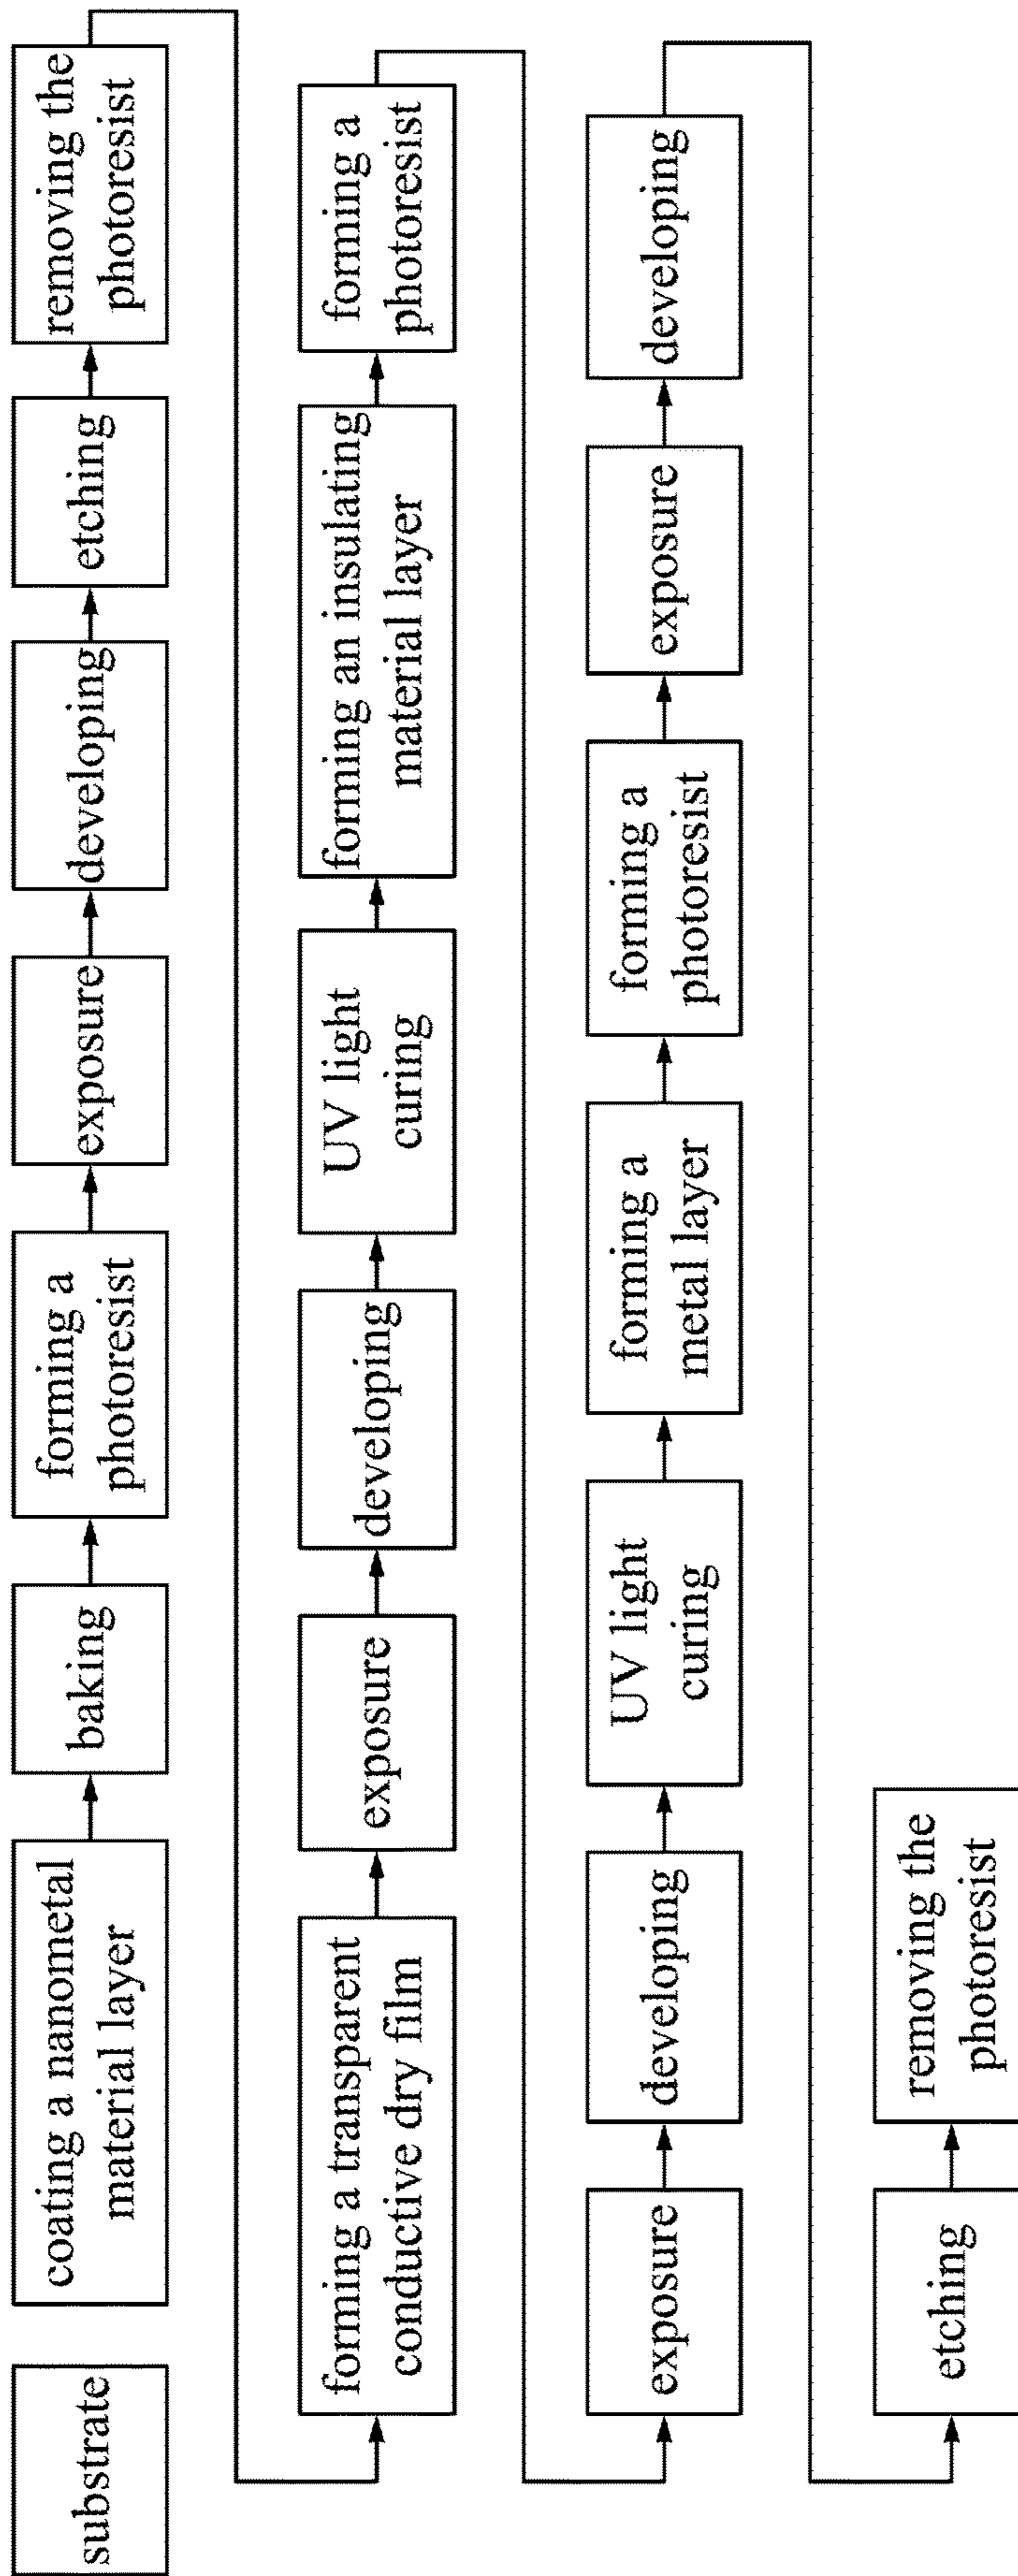 substrate
coating a nanometal
material layer
baking
forming a
photoresist
exposure
developing
etching
removing the
photoresist
forming a transparent
conductive dry film
exposure
developing
UV light
curing
forming an insulating
material layer
forming a
photoresist
exposure
developing
UV light
curing
forming a
metal layer
forming a
photoresist
exposure
developing
etching
removing the
photoresist